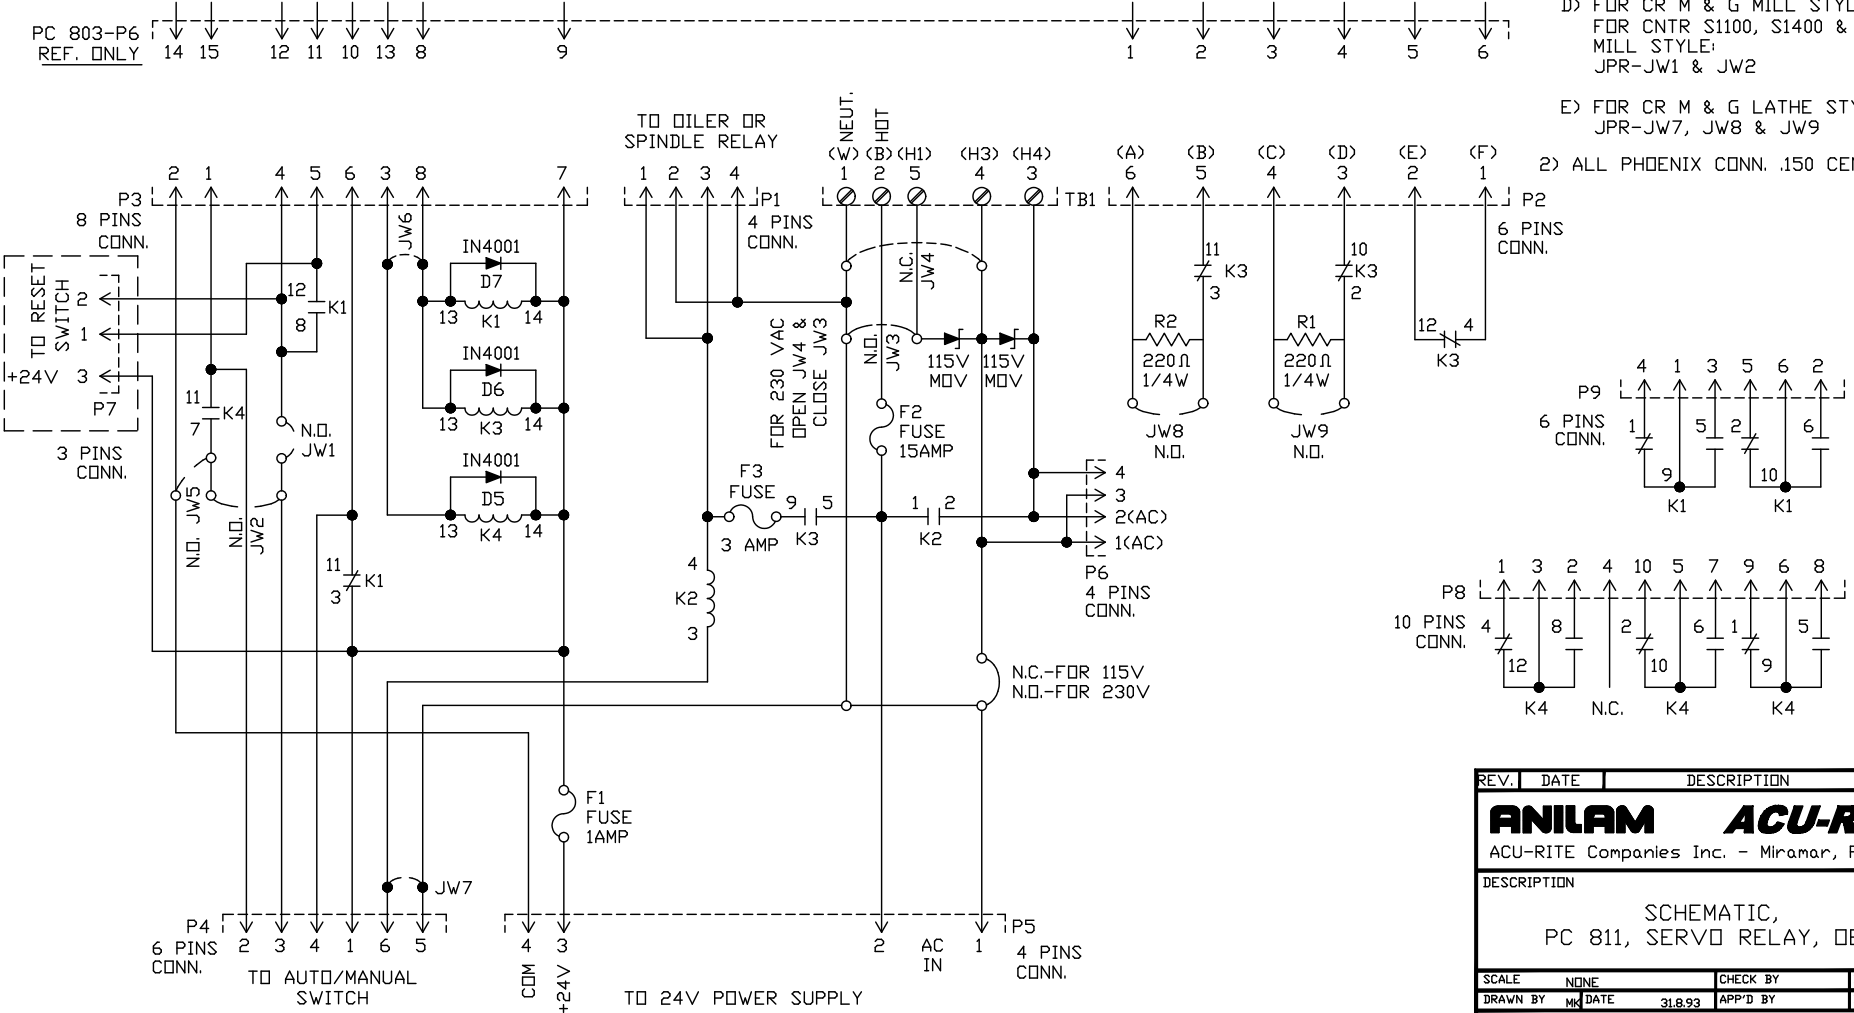 PC 803-P6
REF. ONLY
14 15 12 11 10 13 8 9 1 2 3 4 5 6
D) FOR CR M & G MILL
FOR CNTR S1100, S1400 &
MILL STYLE:
JPR-JW1 & JW2
E) FOR CR M & G LATHE
JPR-JW7, JW8 & JW9
2) ALL PHOENIX CONN. .150
TO OILER OR
SPINDLE RELAY
NEUT.
HOT
(W) (B) (H1) (H3) (H4)
(A) (B) (C) (D) (E) (F)
2 1 4 5 6 3 8 7
1 2 3 4
1 2 5 4 3
6 5 4 3 2 1
P3
8 PINS
CONN.
P1
4 PINS
CONN.
TB1
P2
6 PINS
CONN.
JW6
TO RESET
SWITCH
2
1
+24V 3
P7
3 PINS
CONN.
12
K1
8
11
K4
7
N.O.
JW1
N.O. JW5
N.O.
JW2
11
K1
3
IN4001
D7
13 K1 14
IN4001
D6
13 K3 14
IN4001
D5
13 K4 14
N.C.
JW4
N.O.
JW3
FOR 230 VAC
OPEN JW4 &
CLOSE JW3
115V
MOV
115V
MOV
F2
FUSE
15AMP
F3
FUSE
3 AMP
9 5
K3
1 2
K2
4
K2
3
4
3
2(AC)
1(AC)
P6
4 PINS
CONN.
11
K3
3
10
K3
2
R2
220Ω
1/4W
R1
220Ω
1/4W
12 4
K3
JW8
N.O.
JW9
N.O.
4 1 3 5 6 2
P9
6 PINS
CONN.
1 5 2 6
9 10
K1 K1
1 3 2 4 10 5 7 9 6 8
P8
10 PINS
CONN.
4 8 2 6 1 5
12 10 9
K4 N.C. K4 K4
N.C.-FOR 115V
N.O.-FOR 230V
F1
FUSE
1AMP
JW7
P4
6 PINS
CONN.
2 3 4 1 6 5
TO AUTO/MANUAL
SWITCH
4 3 2 AC 1
IN
P5
4 PINS
CONN.
COM
+24V
TO 24V POWER SUPPLY
REV. DATE DESCRIPTION
ANILAM
ACU-RITE Companies Inc. - Miramar,
DESCRIPTION
SCHEMATIC,
PC 811, SERVO RELAY,
SCALE NONE CHECK BY
DRAWN BY MK DATE 31.8.93 APP'D BY